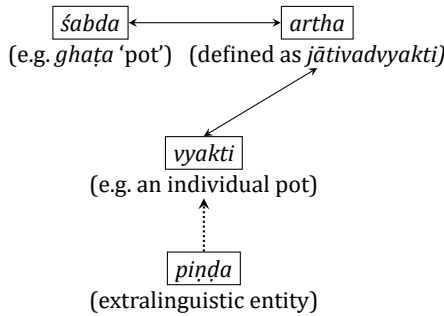 śabda artha
(e.g. ghaṭa ‘pot’) (defined as jātivadvyakti)
vyakti
(e.g. an individual pot)
piṇḍa
(extralinguistic entity)